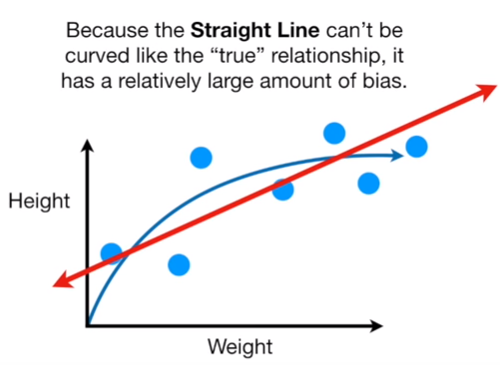 Because the Straight Line can’t be
curved like the “true” relationship, it
has a relatively large amount of bias.
Height
Weight